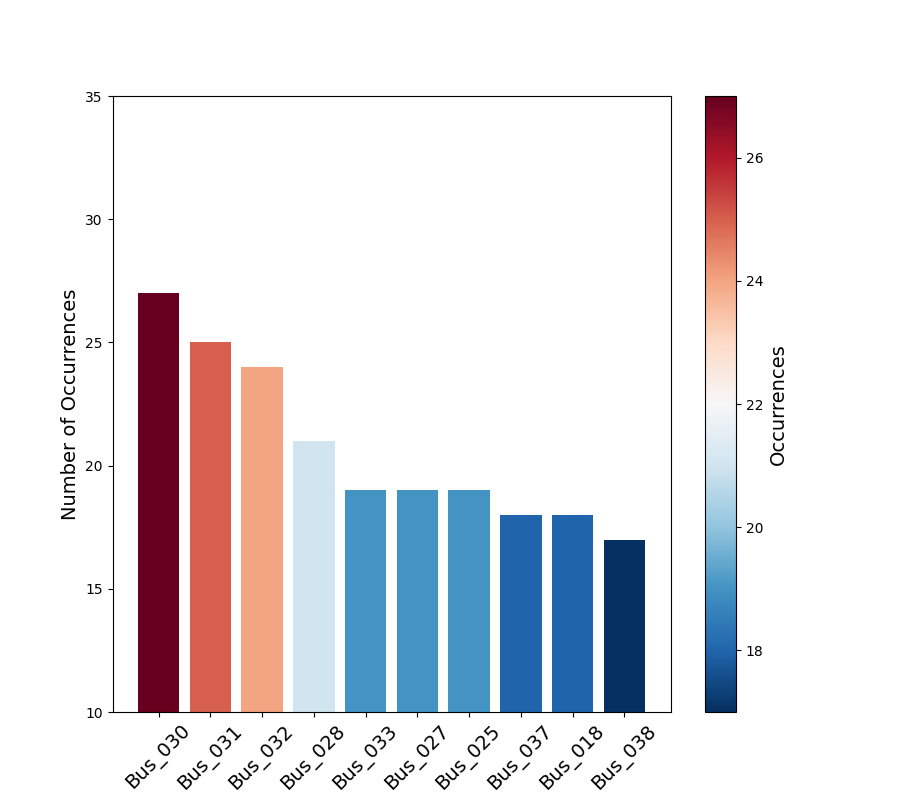 35
30
25
20
15
10
Number of Occurrences
Bus_030
Bus_031
Bus_032
Bus_028
Bus_033
Bus_027
Bus_025
Bus_037
Bus_018
Bus_038
26
24
22
20
18
Occurrences